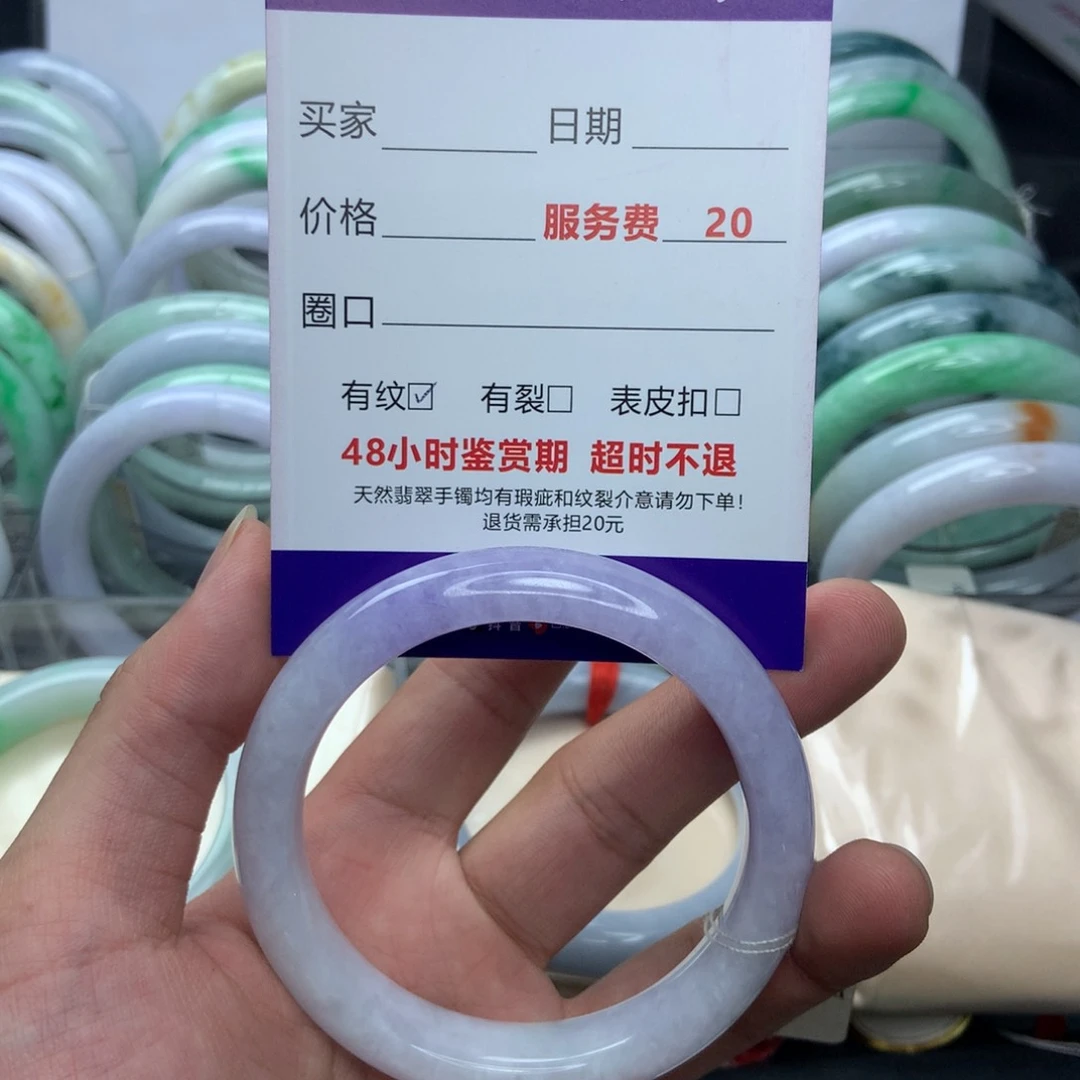 买家 日期
价格 服务费 20
圈口
有纹☑ 有裂☐ 表皮扣☐
48小时鉴赏期 超时不退
天然翡翠手镯均有瑕疵和纹裂介意请勿下单！
退货需承担20元
抖音